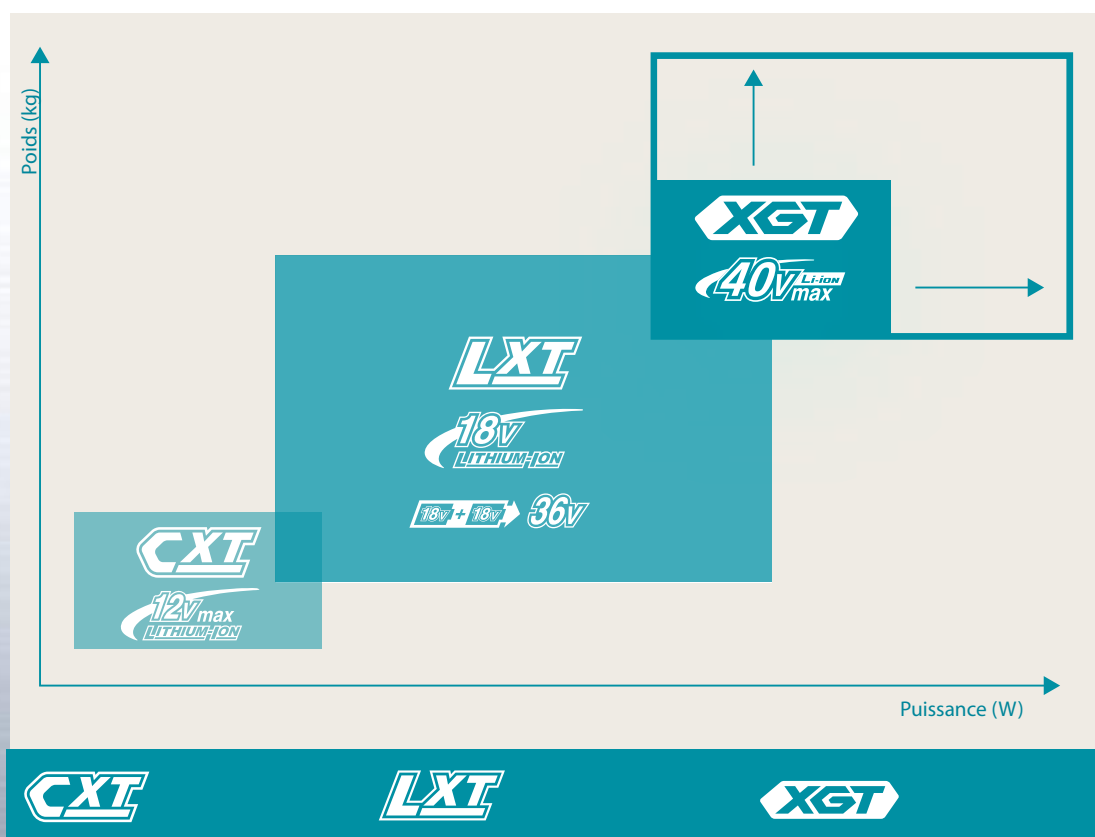 Poids (kg)
XGT
40v Li-ion
max
LXT
18v
LITHIUM-ION
18v + 18v 36v
CXT
12v max
LITHIUM-ION
Puissance (W)
CXT LXT XGT